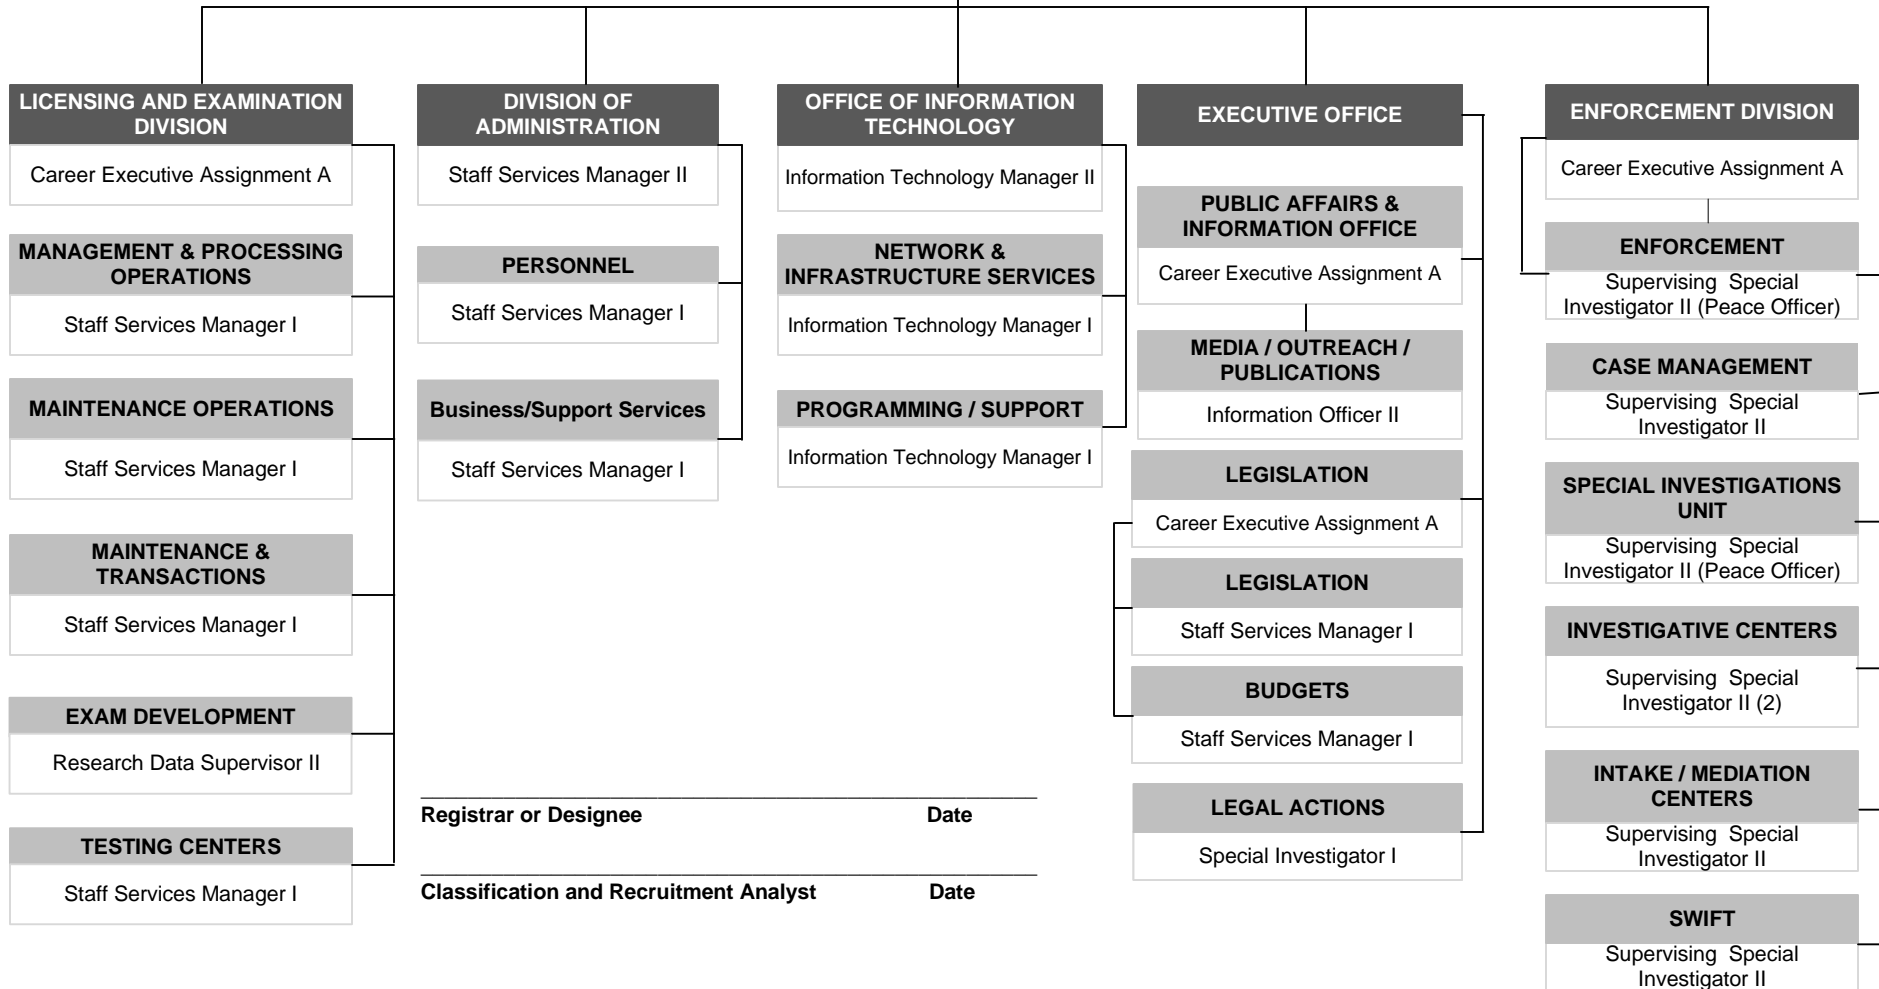 LICENSING AND EXAMINATION
DIVISION
Career Executive Assignment A
MANAGEMENT & PROCESSING
OPERATIONS
Staff Services Manager I
MAINTENANCE OPERATIONS
Staff Services Manager I
MAINTENANCE &
TRANSACTIONS
Staff Services Manager I
EXAM DEVELOPMENT
Research Data Supervisor II
TESTING CENTERS
Staff Services Manager I
DIVISION OF
ADMINISTRATION
Staff Services Manager II
PERSONNEL
Staff Services Manager I
Business/Support Services
Staff Services Manager I
OFFICE OF INFORMATION
TECHNOLOGY
Information Technology Manager II
NETWORK &
INFRASTRUCTURE SERVICES
Information Technology Manager I
PROGRAMMING / SUPPORT
Information Technology Manager I
EXECUTIVE OFFICE
PUBLIC AFFAIRS &
INFORMATION OFFICE
Career Executive Assignment A
MEDIA / OUTREACH /
PUBLICATIONS
Information Officer II
LEGISLATION
Career Executive Assignment A
LEGISLATION
Staff Services Manager I
BUDGETS
Staff Services Manager I
LEGAL ACTIONS
Special Investigator I
ENFORCEMENT DIVISION
Career Executive Assignment A
ENFORCEMENT
Supervising Special
Investigator II (Peace Officer)
CASE MANAGEMENT
Supervising Special
Investigator II
SPECIAL INVESTIGATIONS
UNIT
Supervising Special
Investigator II (Peace Officer)
INVESTIGATIVE CENTERS
Supervising Special
Investigator II (2)
INTAKE / MEDIATION
CENTERS
Supervising Special
Investigator II
SWIFT
Supervising Special
Investigator II
Registrar or Designee Date
Classification and Recruitment Analyst Date